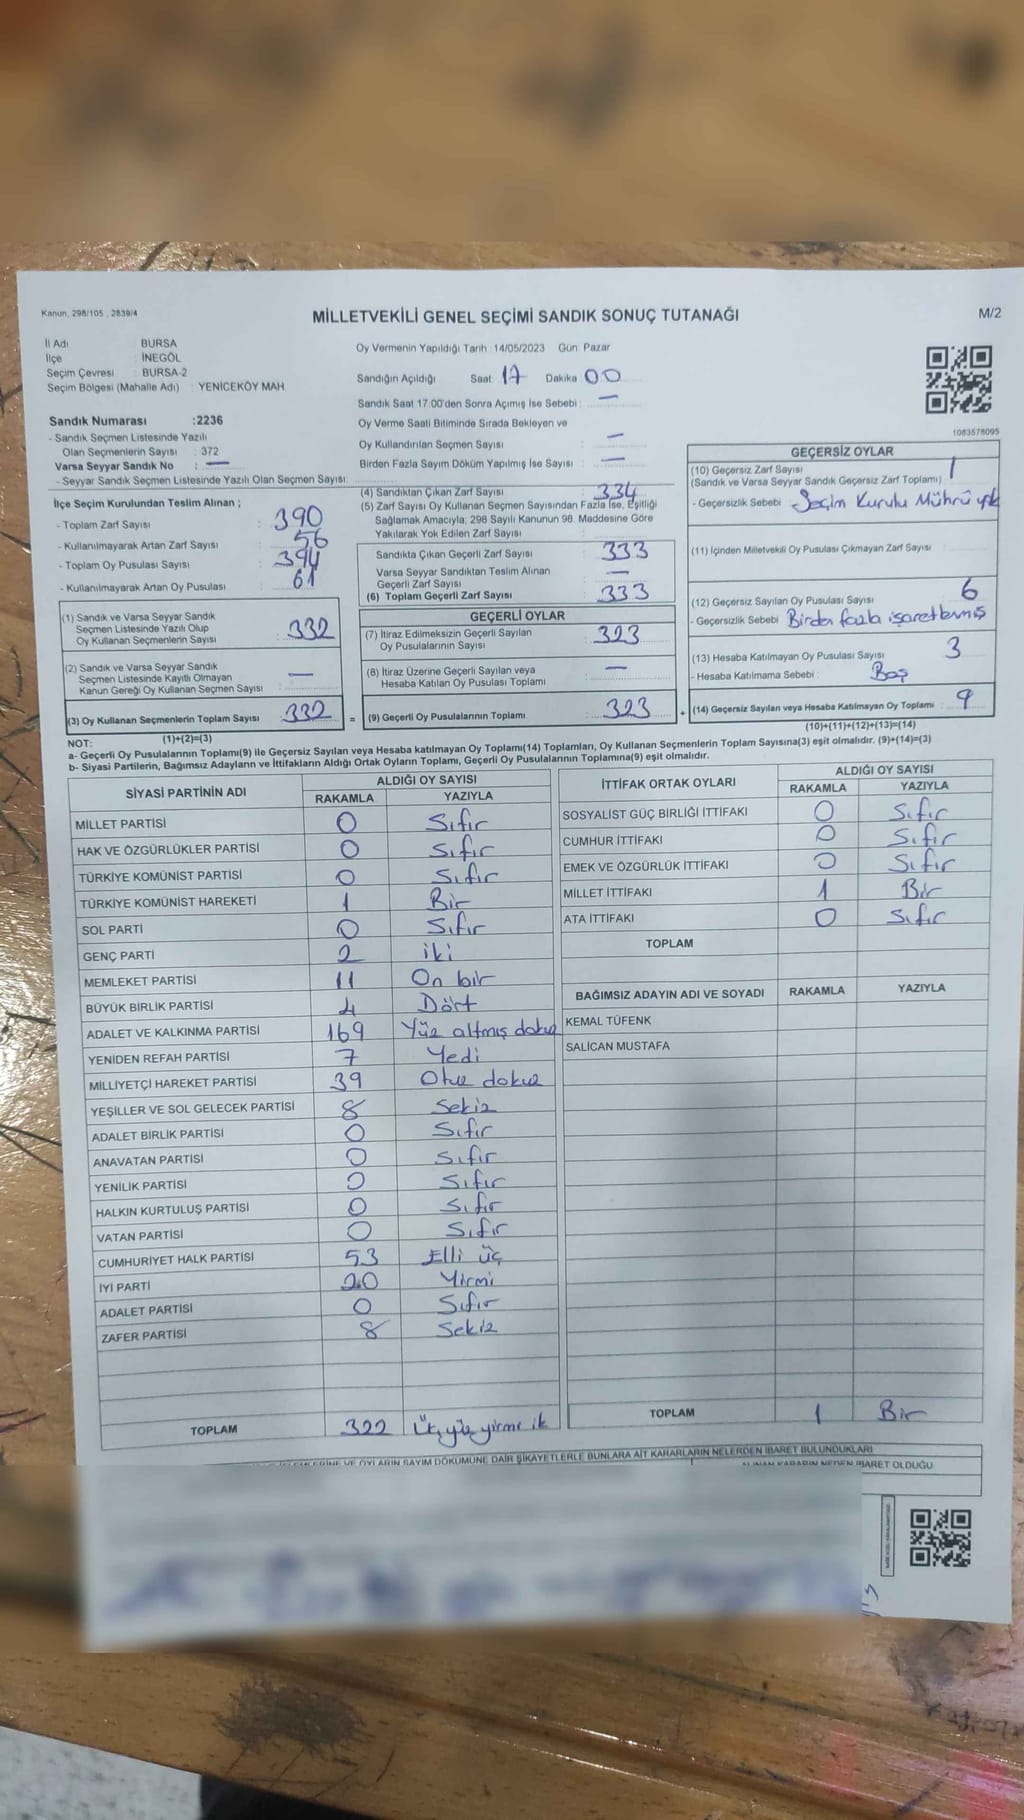 Kanun, 298/105 , 2839/4
MİLLETVEKİLİ GENEL SEÇİMİ SANDIK SONUÇ TUTANAĞI
M/2
İl Adı BURSA
İlçe İNEGÖL
Seçim Çevresi BURSA-2
Seçim Bölgesi (Mahalle Adı) : YENİCEKÖY MAH.
Oy Vermenin Yapıldığı Tarih :14/05/2023 Gün: Pazar
Sandığın Açıldığı Saat: 17 Dakika 00
Sandık Saat 17:00'den Sonra Açımış İse Sebebi : —
Oy Verme Saati Bitiminde Sırada Bekleyen ve
Oy Kullandırılan Seçmen Sayısı : —
Birden Fazla Sayım Döküm Yapılmış İse Sayısı : —
1083578095
Sandık Numarası :2236
- Sandık Seçmen Listesinde Yazılı
Olan Seçmenlerin Sayısı : 372
Varsa Seyyar Sandık No : —
- Seyyar Sandık Seçmen Listesinde Yazılı Olan Seçmen Sayısı:
İlçe Seçim Kurulundan Teslim Alınan ;
- Toplam Zarf Sayısı : 390
- Kullanılmayarak Artan Zarf Sayısı : 56
- Toplam Oy Pusulası Sayısı : 394
- Kullanılmayarak Artan Oy Pusulası : 61
(1) Sandık ve Varsa Seyyar Sandık
Seçmen Listesinde Yazılı Olup
Oy Kullanan Seçmenlerin Sayısı : 332
(2) Sandık ve Varsa Seyyar Sandık
Seçmen Listesinde Kayıtlı Olmayan
Kanun Gereği Oy Kullanan Seçmen Sayısı : —
(3) Oy Kullanan Seçmenlerin Toplam Sayısı : 332 =
(1)+(2)=(3)
(4) Sandıktan Çıkan Zarf Sayısı : 334
(5) Zarf Sayısı Oy Kullanan Seçmen Sayısından Fazla İse, Eşitliği
Sağlamak Amacıyla, 298 Sayılı Kanunun 98. Maddesine Göre
Yakılarak Yok Edilen Zarf Sayısı :
Sandıkta Çıkan Geçerli Zarf Sayısı : 333
Varsa Seyyar Sandıktan Teslim Alınan
Geçerli Zarf Sayısı : —
(6) Toplam Geçerli Zarf Sayısı : 333
GEÇERLİ OYLAR
(7) İtiraz Edilmeksizin Geçerli Sayılan
Oy Pusulalarının Sayısı : 323
(8) İtiraz Üzerine Geçerli Sayılan veya
Hesaba Katılan Oy Pusulası Toplamı : —
(9) Geçerli Oy Pusulalarının Toplamı : 323 +
GEÇERSİZ OYLAR
(10) Geçersiz Zarf Sayısı : 1
(Sandık ve Varsa Seyyar Sandık Geçersiz Zarf Toplamı)
- Geçersizlik Sebebi : Seçim Kurulu Mührü yok
(11) İçinden Milletvekili Oy Pusulası Çıkmayan Zarf Sayısı :
(12) Geçersiz Sayılan Oy Pusulası Sayısı : 6
- Geçersizlik Sebebi : Birden fazla işaretlenmiş
(13) Hesaba Katılmayan Oy Pusulası Sayısı : 3
- Hesaba Katılmama Sebebi : Boş
(14) Geçersiz Sayılan veya Hesaba Katılmayan Oy Toplamı : 9
(10)+(11)+(12)+(13)=(14)
NOT:
a- Geçerli Oy Pusulalarının Toplamı(9) ile Geçersiz Sayılan veya Hesaba katılmayan Oy Toplamı(14) Toplamları, Oy Kullanan Seçmenlerin Toplam Sayısına(3) eşit olmalıdır. (9)+(14)=(3)
b- Siyasi Partilerin, Bağımsız Adayların ve İttifakların Aldığı Ortak Oyların Toplamı, Geçerli Oy Pusulalarının Toplamına(9) eşit olmalıdır.
SİYASİ PARTİNİN ADI ALDIĞI OY SAYISI
RAKAMLA YAZIYLA
MİLLET PARTİSİ 0 Sıfır
HAK VE ÖZGÜRLÜKLER PARTİSİ 0 Sıfır
TÜRKİYE KOMÜNİST PARTİSİ 0 Sıfır
TÜRKİYE KOMÜNİST HAREKETİ 1 Bir
SOL PARTİ 0 Sıfır
GENÇ PARTİ 2 iki
MEMLEKET PARTİSİ 11 On bir
BÜYÜK BİRLİK PARTİSİ 4 Dört
ADALET VE KALKINMA PARTİSİ 169 Yüz altmış dokuz
YENİDEN REFAH PARTİSİ 7 Yedi
MİLLİYETÇİ HAREKET PARTİSİ 39 Otuz dokuz
YEŞİLLER VE SOL GELECEK PARTİSİ 8 Sekiz
ADALET BİRLİK PARTİSİ 0 Sıfır
ANAVATAN PARTİSİ 0 Sıfır
YENİLİK PARTİSİ 0 Sıfır
HALKIN KURTULUŞ PARTİSİ 0 Sıfır
VATAN PARTİSİ 0 Sıfır
CUMHURİYET HALK PARTİSİ 53 Elli üç
İYİ PARTİ 20 Yirmi
ADALET PARTİSİ 0 Sıfır
ZAFER PARTİSİ 8 Sekiz
TOPLAM 322 Üç yüz yirmi ik
İTTİFAK ORTAK OYLARI ALDIĞI OY SAYISI
RAKAMLA YAZIYLA
SOSYALİST GÜÇ BİRLİĞİ İTTİFAKI 0 Sıfır
CUMHUR İTTİFAKI 0 Sıfır
EMEK VE ÖZGÜRLÜK İTTİFAKI 0 Sıfır
MİLLET İTTİFAKI 1 Bir
ATA İTTİFAKI 0 Sıfır
TOPLAM
BAĞIMSIZ ADAYIN ADI VE SOYADI RAKAMLA YAZIYLA
KEMAL TÜFENK
SALİCAN MUSTAFA
TOPLAM 1 Bir
VE OYLARIN SAYIM DÖKÜMÜNE DAİR ŞİKAYETLERLE BUNLARA AİT KARARLARIN NELERDEN İBARET BULUNDUKLARI
ALINAN KARARIN NEDEN İBARET OLDUĞU